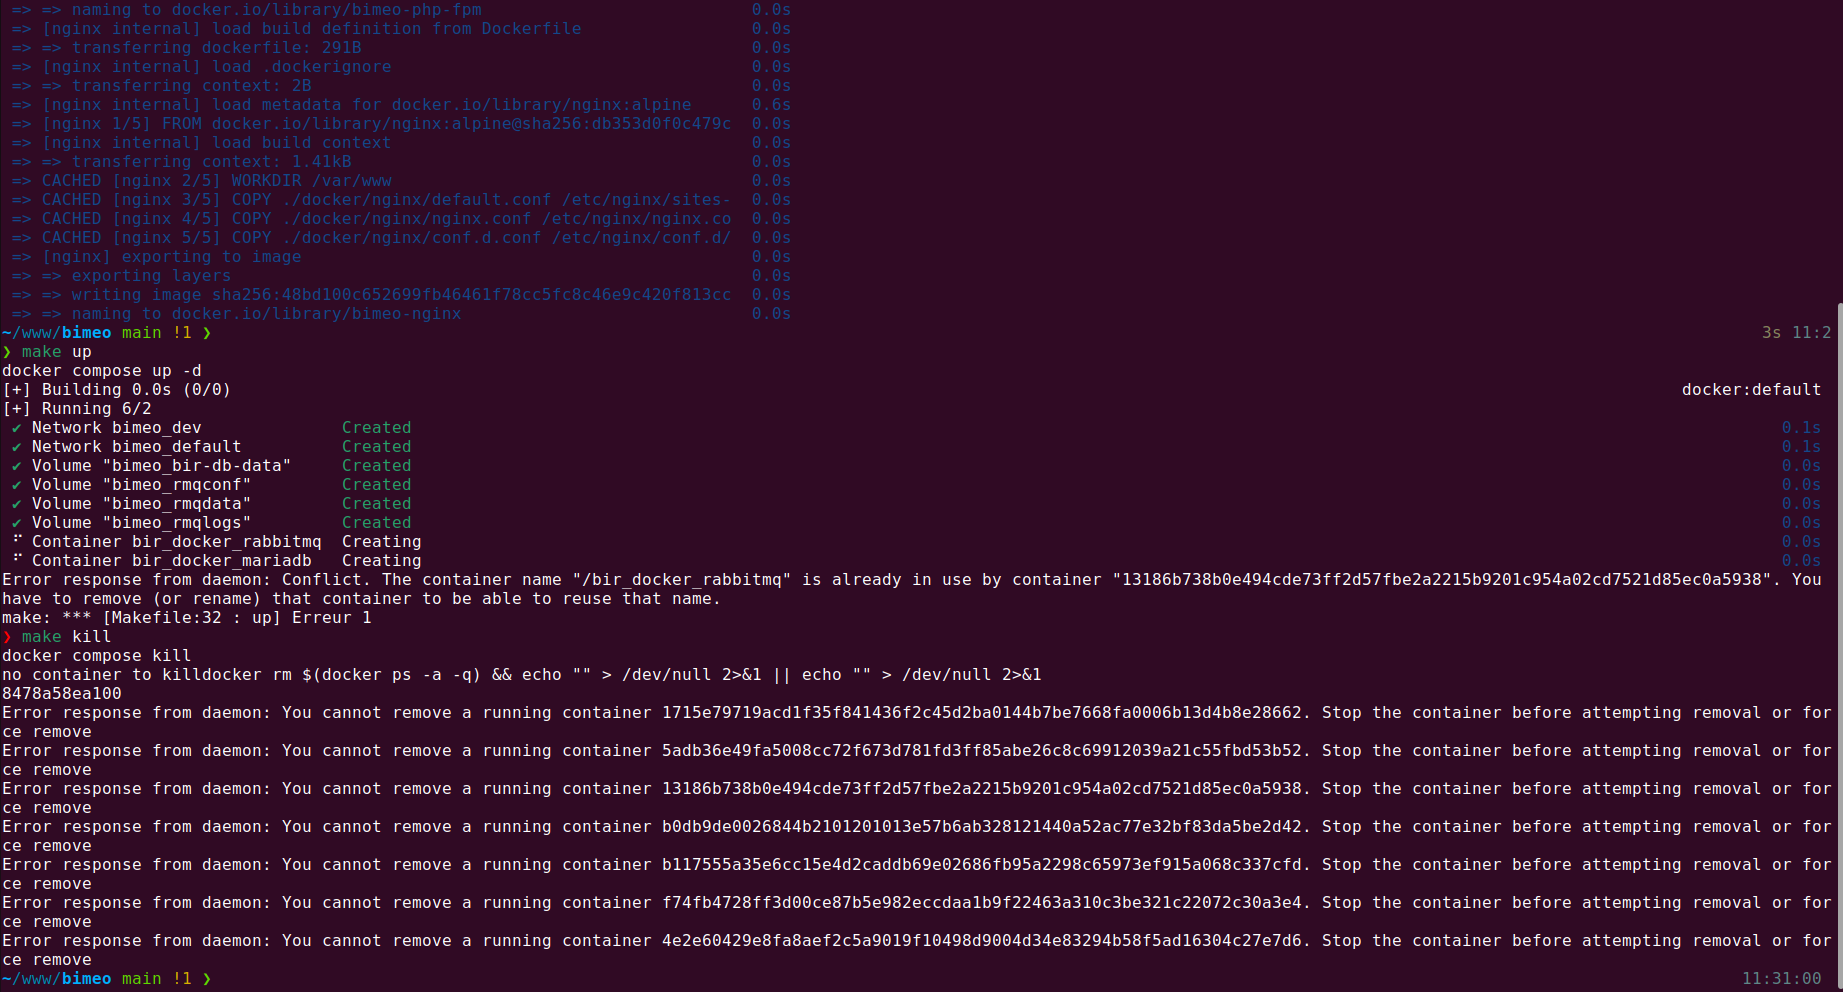 => => naming to docker.io/library/bimeo-php-fpm 0.0s
=> [nginx internal] load build definition from Dockerfile 0.0s
=> => transferring dockerfile: 291B 0.0s
=> [nginx internal] load .dockerignore 0.0s
=> => transferring context: 2B 0.0s
=> [nginx internal] load metadata for docker.io/library/nginx:alpine 0.6s
=> [nginx 1/5] FROM docker.io/library/nginx:alpine@sha256:db353d0f0c479c 0.0s
=> [nginx internal] load build context 0.0s
=> => transferring context: 1.41kB 0.0s
=> CACHED [nginx 2/5] WORKDIR /var/www 0.0s
=> CACHED [nginx 3/5] COPY ./docker/nginx/default.conf /etc/nginx/sites- 0.0s
=> CACHED [nginx 4/5] COPY ./docker/nginx/nginx.conf /etc/nginx/nginx.co 0.0s
=> CACHED [nginx 5/5] COPY ./docker/nginx/conf.d.conf /etc/nginx/conf.d/ 0.0s
=> [nginx] exporting to image 0.0s
=> => exporting layers 0.0s
=> => writing image sha256:48bd100c652699fb46461f78cc5fc8c46e9c420f813cc 0.0s
=> => naming to docker.io/library/bimeo-nginx 0.0s
~/www/bimeo main !1 ❯ 3s 11:2
❯ make up
docker compose up -d
[+] Building 0.0s (0/0) docker:default
[+] Running 6/2
✔ Network bimeo_dev Created 0.1s
✔ Network bimeo_default Created 0.1s
✔ Volume "bimeo_bir-db-data" Created 0.0s
✔ Volume "bimeo_rmqconf" Created 0.0s
✔ Volume "bimeo_rmqdata" Created 0.0s
✔ Volume "bimeo_rmqlogs" Created 0.0s
⠋ Container bir_docker_rabbitmq Creating 0.0s
⠋ Container bir_docker_mariadb Creating 0.0s
Error response from daemon: Conflict. The container name "/bir_docker_rabbitmq" is already in use by container "13186b738b0e494cde73ff2d57fbe2a2215b9201c954a02cd7521d85ec0a5938". You
have to remove (or rename) that container to be able to reuse that name.
make: *** [Makefile:32 : up] Erreur 1
❯ make kill
docker compose kill
no container to killdocker rm $(docker ps -a -q) && echo "" > /dev/null 2>&1 || echo "" > /dev/null 2>&1
8478a58ea100
Error response from daemon: You cannot remove a running container 1715e79719acd1f35f841436f2c45d2ba0144b7be7668fa0006b13d4b8e28662. Stop the container before attempting removal or for
ce remove
Error response from daemon: You cannot remove a running container 5adb36e49fa5008cc72f673d781fd3ff85abe26c8c69912039a21c55fbd53b52. Stop the container before attempting removal or for
ce remove
Error response from daemon: You cannot remove a running container 13186b738b0e494cde73ff2d57fbe2a2215b9201c954a02cd7521d85ec0a5938. Stop the container before attempting removal or for
ce remove
Error response from daemon: You cannot remove a running container b0db9de0026844b2101201013e57b6ab328121440a52ac77e32bf83da5be2d42. Stop the container before attempting removal or for
ce remove
Error response from daemon: You cannot remove a running container b117555a35e6cc15e4d2caddb69e02686fb95a2298c65973ef915a068c337cfd. Stop the container before attempting removal or for
ce remove
Error response from daemon: You cannot remove a running container f74fb4728ff3d00ce87b5e982eccdaa1b9f22463a310c3be321c22072c30a3e4. Stop the container before attempting removal or for
ce remove
Error response from daemon: You cannot remove a running container 4e2e60429e8fa8aef2c5a9019f10498d9004d34e83294b58f5ad16304c27e7d6. Stop the container before attempting removal or for
ce remove
~/www/bimeo main !1 ❯ 11:31:00